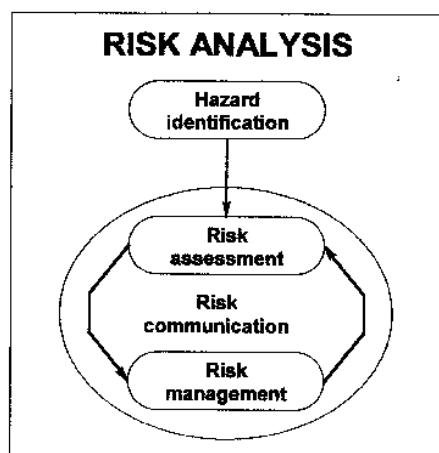 RISK ANALYSIS
Hazard
identification
Risk
assessment
Risk
communication
Risk
management